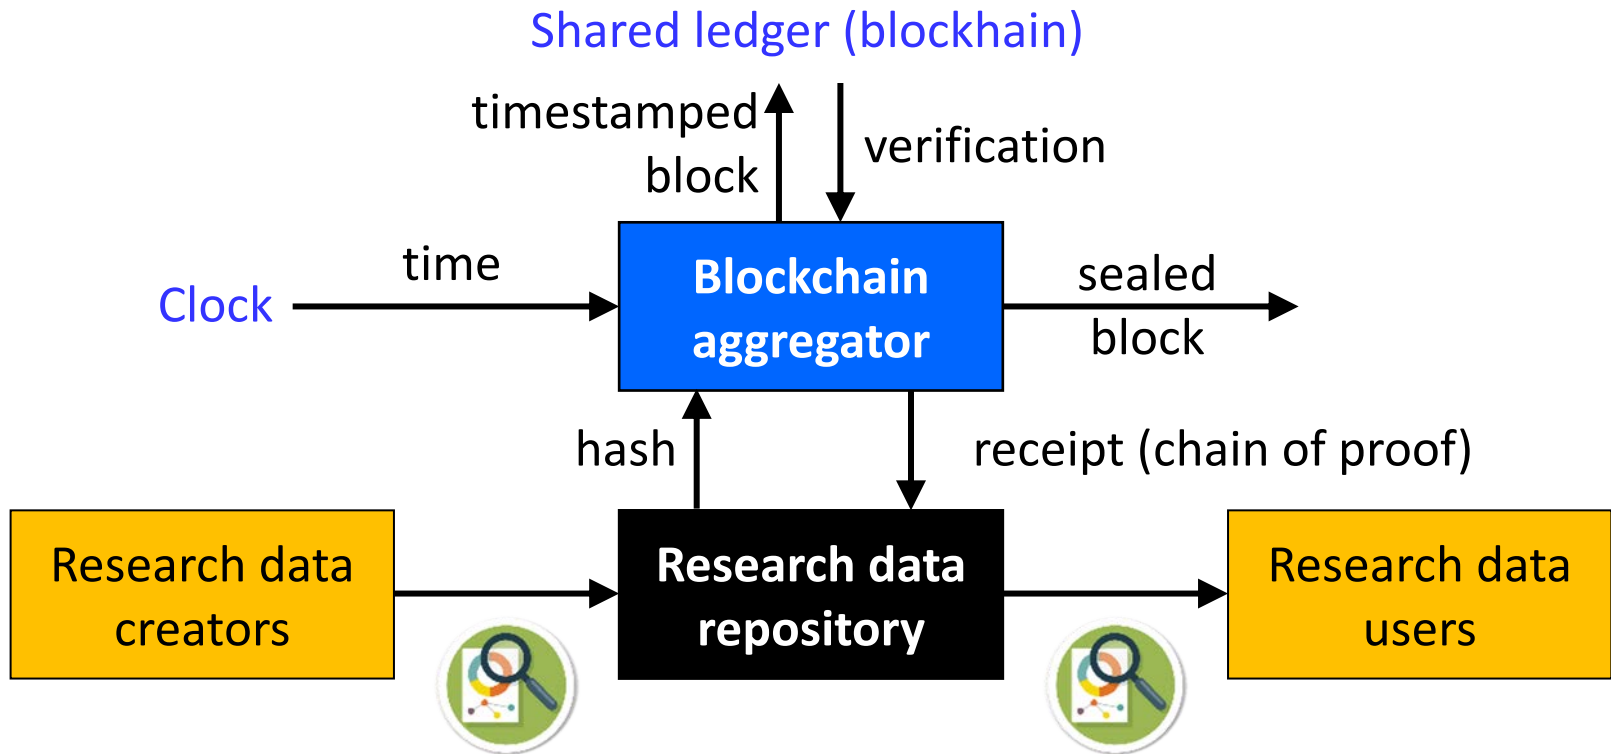 Shared ledger (blockhain)
timestamped
block
verification
time
Clock
Blockchain
aggregator
sealed
block
hash
receipt (chain of proof)
Research data
creators
Research data
repository
Research data
users